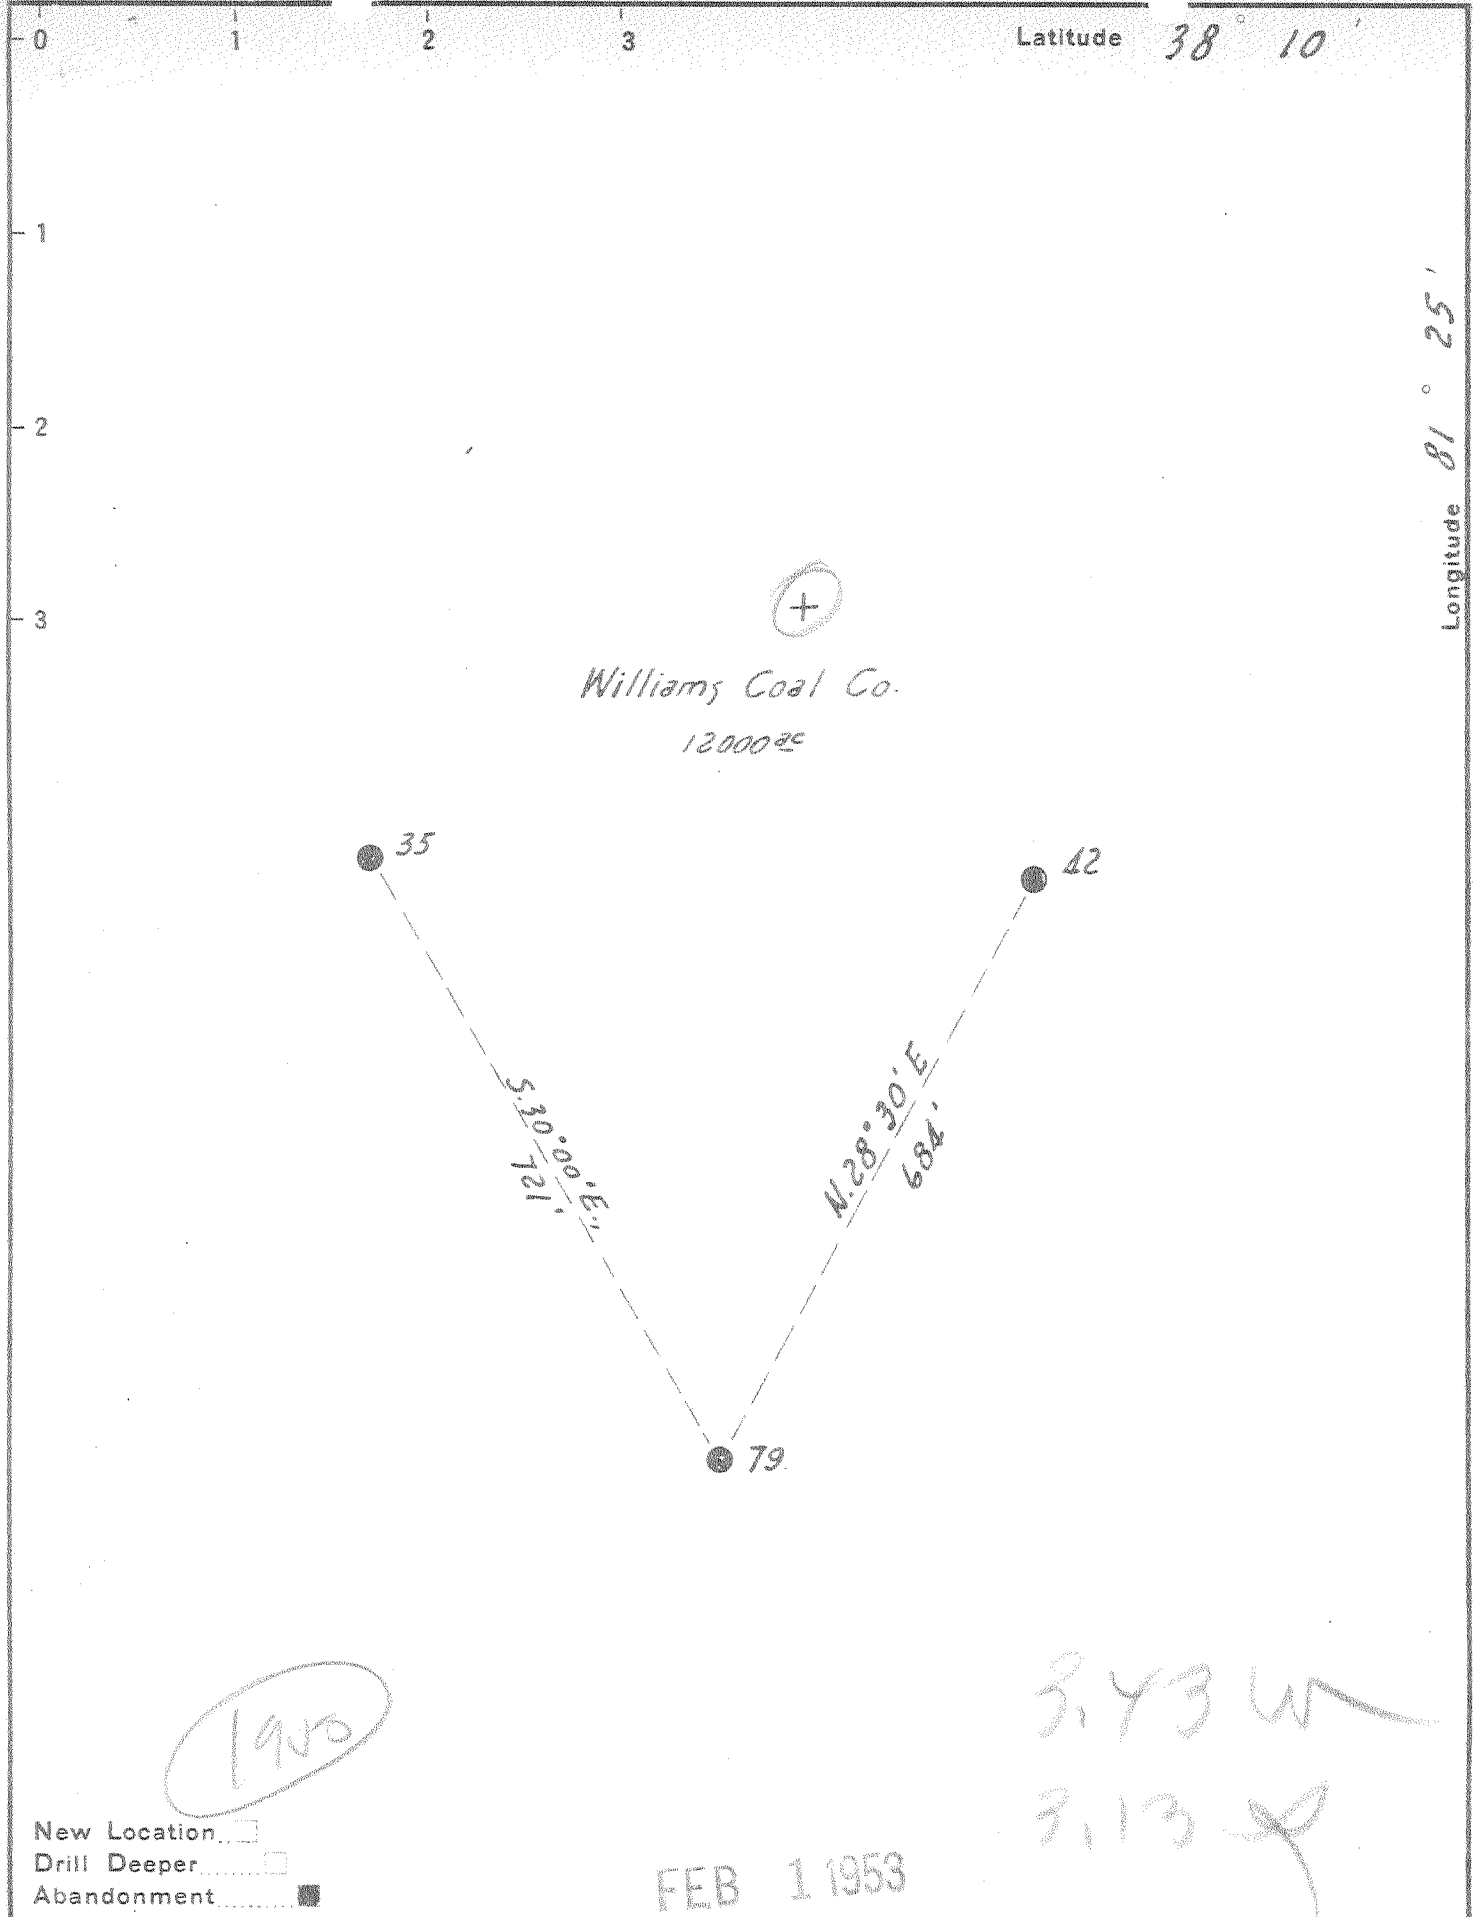 0 1 2 3 Latitude 38° 10'
1
2
3
Longitude 81° 25'
Williams Coal Co.
12000 ac
35
42
S.30°00'E.
721'
N.28°30'E
684'
79
3.43 W
3.13 S
New Location
Drill Deeper
Abandonment
FEB 1 1953